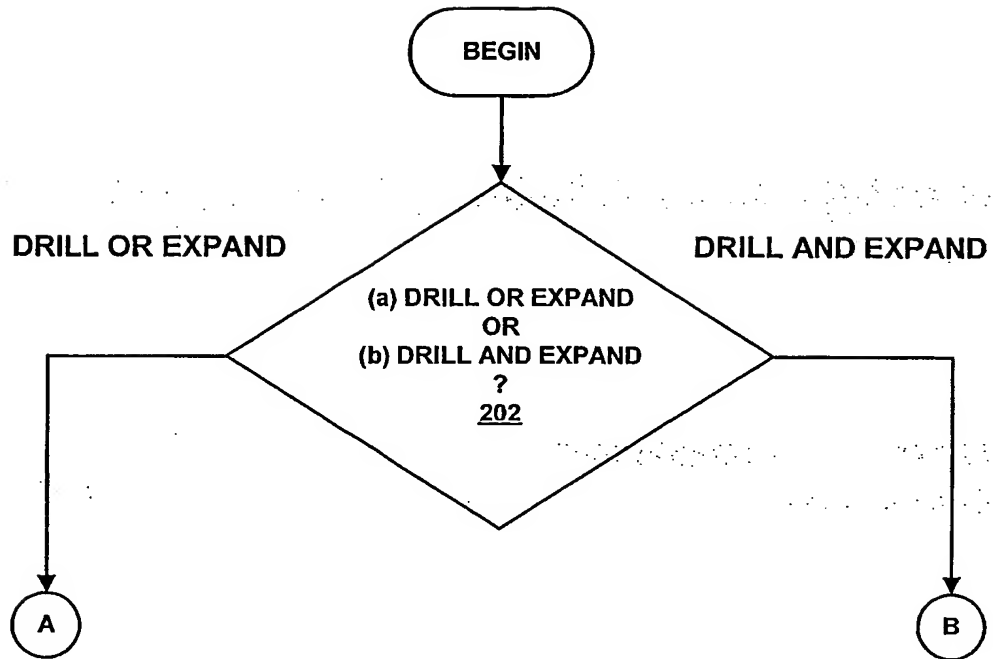 BEGIN
DRILL OR EXPAND
DRILL AND EXPAND
(a) DRILL OR EXPAND
OR
(b) DRILL AND EXPAND
?
202
A
B